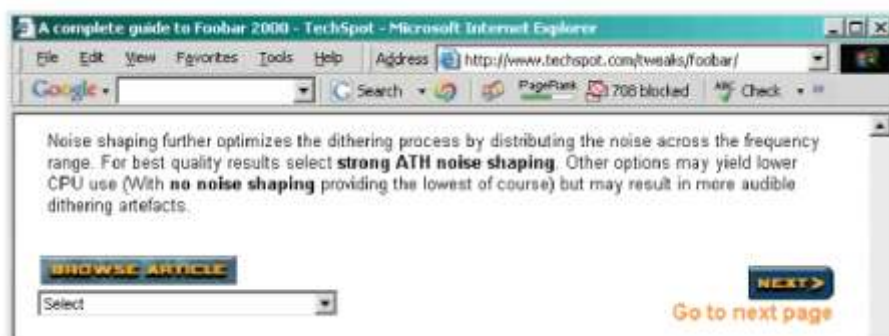 A complete guide to Foobar 2000 - TechSpot - Microsoft Internet Explorer
File Edit View Favorites Tools Help Address http://www.techspot.com/tweaks/foobar/
Google Search PageRank 708 blocked ABC Check
Noise shaping further optimizes the dithering process by distributing the noise across the frequency
range. For best quality results select strong ATH noise shaping. Other options may yield lower
CPU use (With no noise shaping providing the lowest of course) but may result in more audible
dithering artefacts.
BROWSE ARTICLE
NEXT >
Select
Go to next page